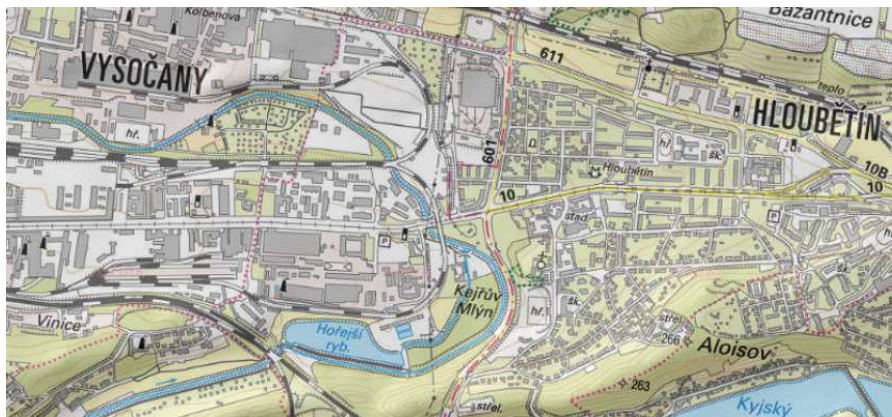 Kolbenova
Bažantnice
VYSOČANY
611
teplo
HLOUBĚTÍN
hř.
hř.
šk.
601
Hloubětín
10B
10
10
stad
P
P
šk.
Kejřův
Mlýn
hř.
šk.
Vinice
Hořejší
ryb.
střel.
266
Aloisov
263
střel.
Kyjský